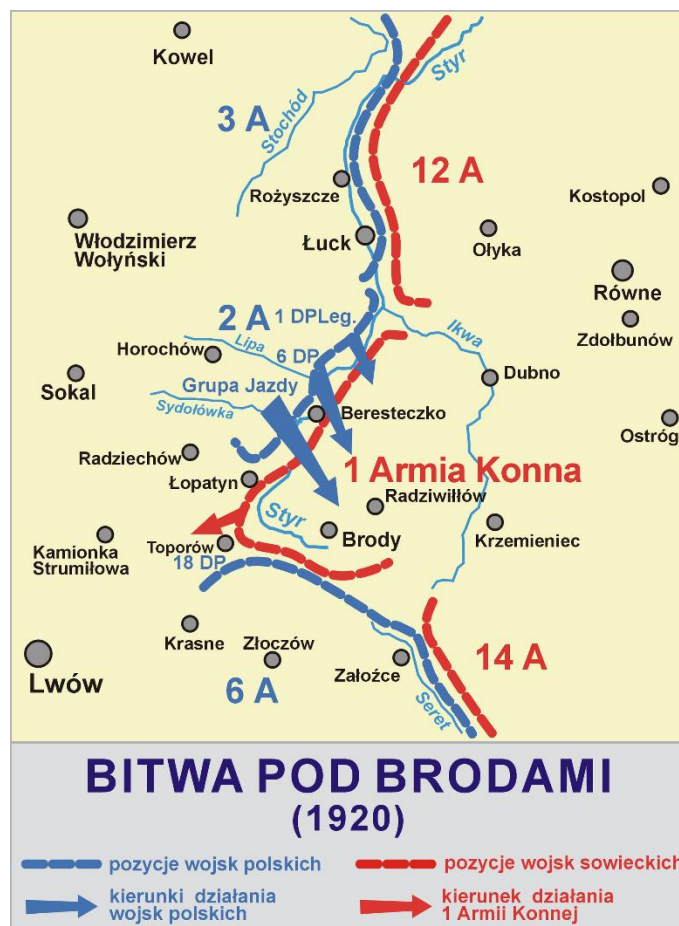 Kowel
Styr
3 A
Stochód
12 A
Rożyszcze
Kostopol
Włodzimierz
Wołyński
Łuck
Ołyka
Równe
2 A
1 DPLeg.
Ikwa
Zdołbunów
Horochów
Lipa
6 DP
Sokal
Grupa Jazdy
Dubno
Sydołówka
Beresteczko
Ostróg
Radziechów
1 Armia Konna
Łopatyn
Radziwiłłów
Styr
Brody
Krzemieniec
Kamionka
Strumiłowa
Toporów
18 DP
Krasne
Złoczów
Załoźce
14 A
Lwów
6 A
Seret
BITWA POD BRODAMI
(1920)
pozycje wojsk polskich
pozycje wojsk sowieckich
kierunki działania
wojsk polskich
kierunek działania
1 Armii Konnej